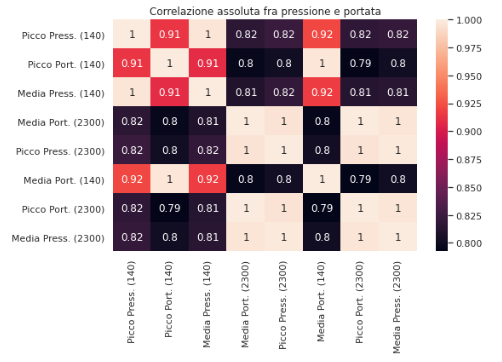 Correlazione assoluta fra pressione e portata
Picco Press. (140) 1 0.91 1 0.82 0.82 0.92 0.82 0.82
Picco Port. (140) 0.91 1 0.91 0.8 0.8 1 0.79 0.8
Media Press. (140) 1 0.91 1 0.81 0.82 0.92 0.81 0.81
Media Port. (2300) 0.82 0.8 0.81 1 1 0.8 1 1
Picco Press. (2300) 0.82 0.8 0.82 1 1 0.8 1 1
Media Port. (140) 0.92 1 0.92 0.8 0.8 1 0.79 0.8
Picco Port. (2300) 0.82 0.79 0.81 1 1 0.79 1 1
Media Press. (2300) 0.82 0.8 0.81 1 1 0.8 1 1
Picco Press. (140)
Picco Port. (140)
Media Press. (140)
Media Port. (2300)
Picco Press. (2300)
Media Port. (140)
Picco Port. (2300)
Media Press. (2300)
1.000
0.975
0.950
0.925
0.900
0.875
0.850
0.825
0.800